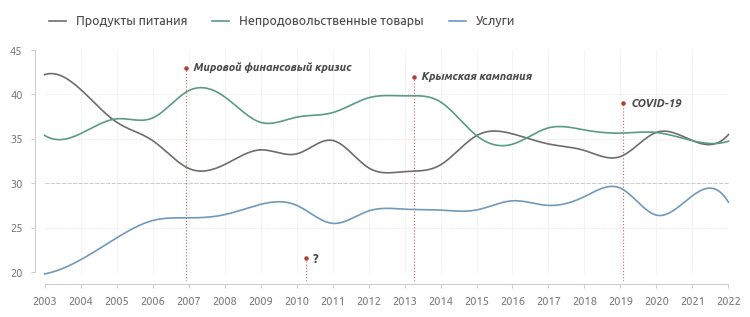 Продукты питания Непродовольственные товары Услуги
45
Мировой финансовый кризис
Крымская кампания
40
COVID-19
35
30
25
?
20
2003 2004 2005 2006 2007 2008 2009 2010 2011 2012 2013 2014 2015 2016 2017 2018 2019 2020 2021 2022